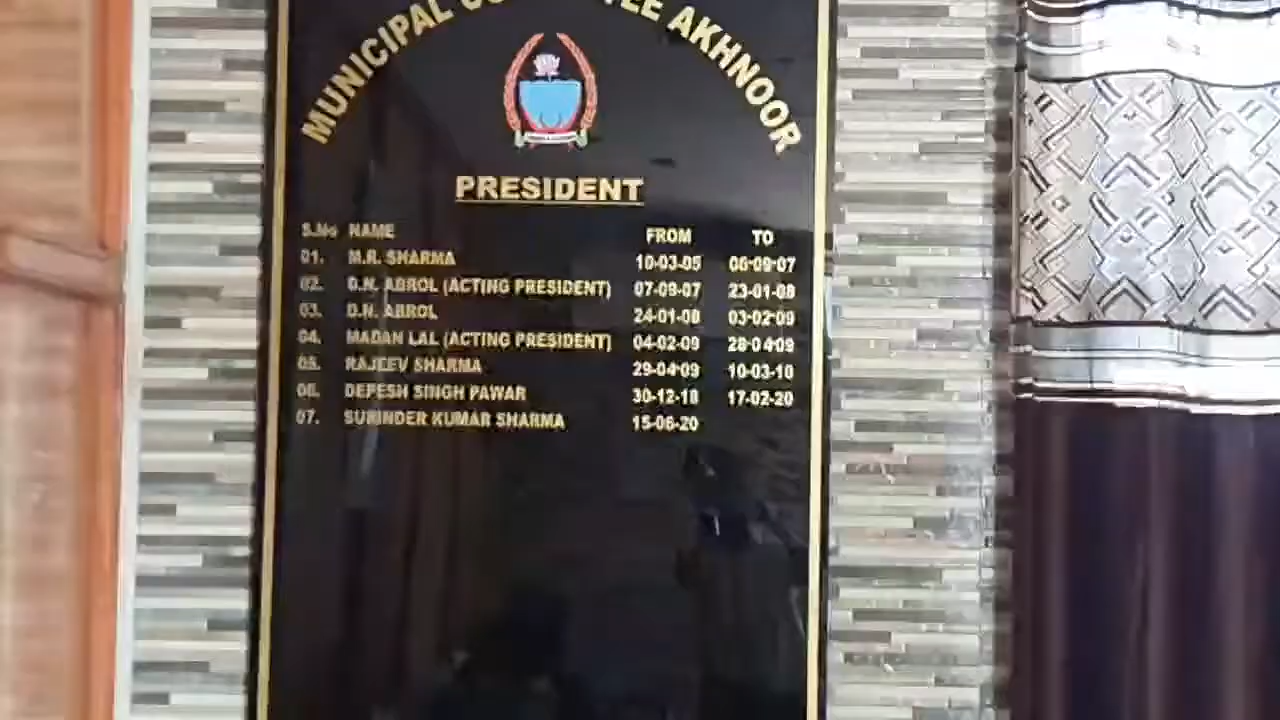 MUNICIPAL AKHNOOR
PRESIDENT
S.No NAME FROM TO
01. M.R. SHARMA 10-03-05 06-09-07
02. D.N. ABROL (ACTING PRESIDENT) 07-09-07 23-01-08
03. D.N. ABROL 24-01-08 03-02-09
04. MADAN LAL (ACTING PRESIDENT) 04-02-09 28-04-09
05. RAJEEV SHARMA 29-04-09 10-03-10
06. DEPESH SINGH PAWAR 30-12-18 17-02-20
07. SURINDER KUMAR SHARMA 15-06-20